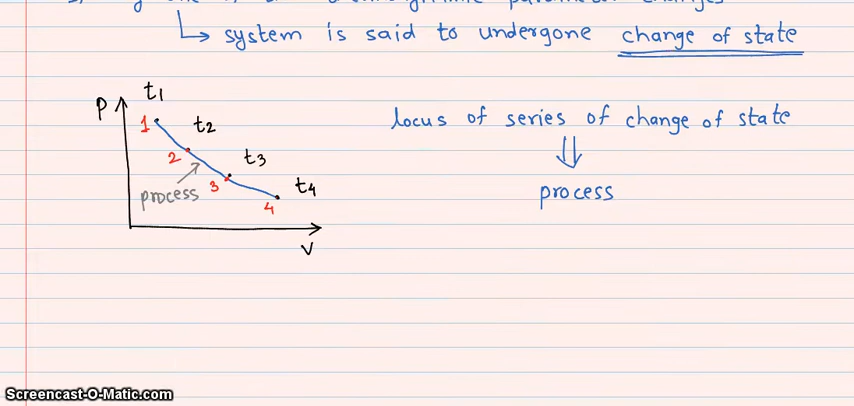 system is said to undergone change of state
P
t1
1
t2
2
t3
3
t4
4
process
V
locus of series of change of state
process
Screencast-O-Matic.com